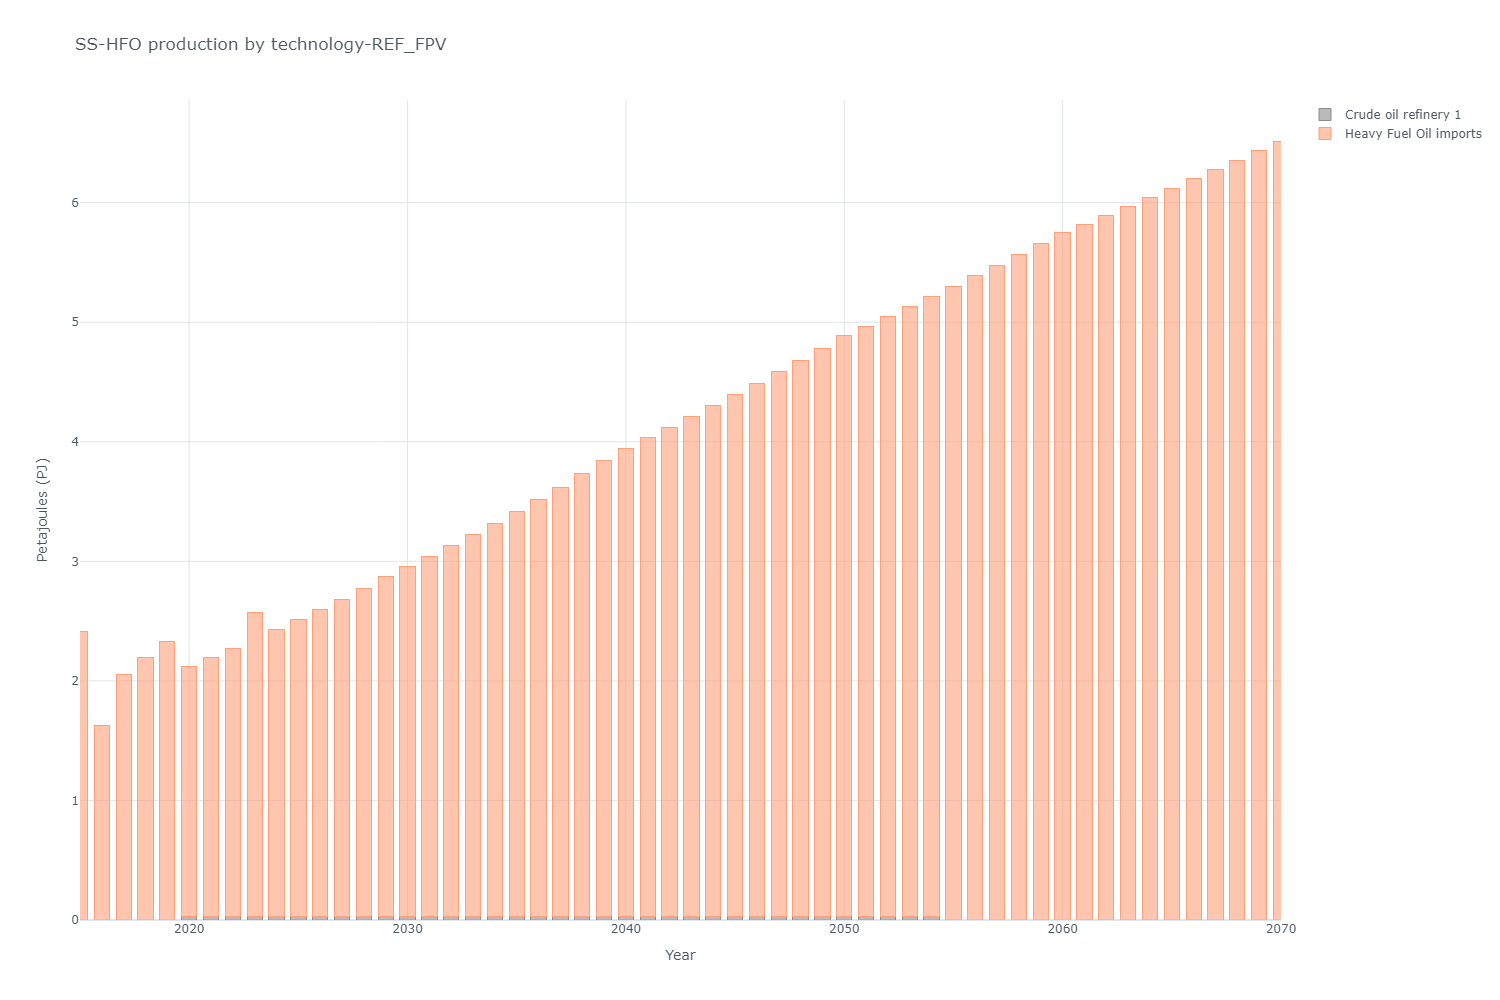 SS-HFO production by technology-REF_FPV
Crude oil refinery 1
Heavy Fuel Oil imports
Petajoules (PJ)
6
5
4
3
2
1
0
2020
2030
2040
2050
2060
2070
Year